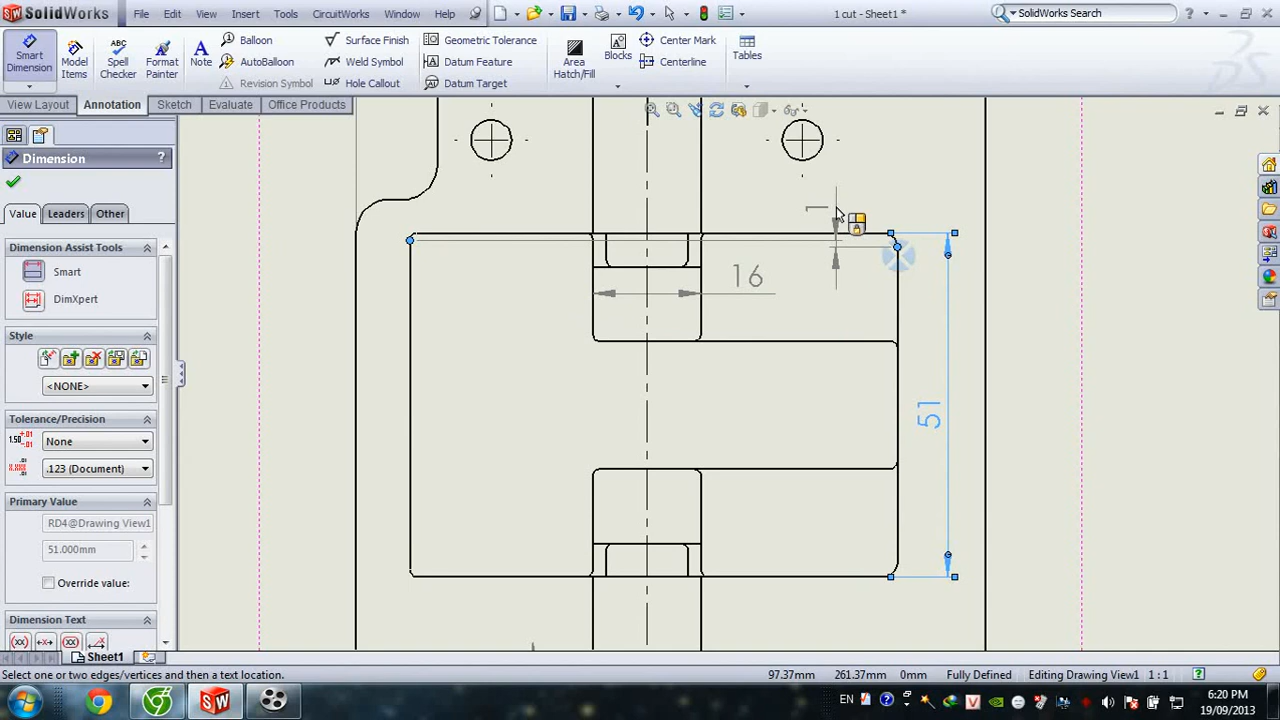 SolidWorks File Edit View Insert Tools CircuitWorks Window Help 1 cut - Sheet1 * SolidWorks Search
Smart Dimension
Model Items
Spell Checker
Format Painter
Note
Balloon
AutoBalloon
Revision Symbol
Surface Finish
Weld Symbol
Hole Callout
Geometric Tolerance
Datum Feature
Datum Target
Area Hatch/Fill
Blocks
Center Mark
Centerline
Tables
View Layout Annotation Sketch Evaluate Office Products
Dimension ?
Value Leaders Other
Dimension Assist Tools
Smart
DimXpert
Style
<NONE>
Tolerance/Precision
None
.123 (Document)
Primary Value
RD4@Drawing View1
51.000mm
Override value:
Dimension Text
1
16
51
Sheet1
Select one or two edges/vertices and then a text location. 97.37mm 261.37mm 0mm Fully Defined Editing Drawing View1 1 : 1
EN
6:20 PM
19/09/2013